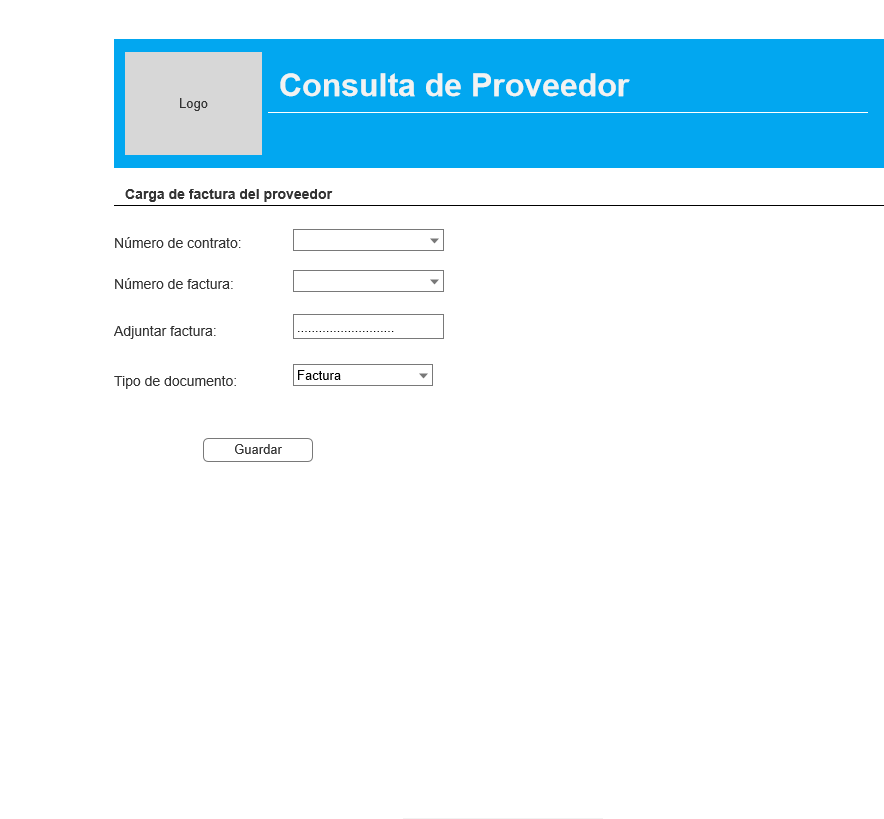 Logo
Consulta de Proveedor
Carga de factura del proveedor
Número de contrato:
Número de factura:
Adjuntar factura: ...........................
Tipo de documento: Factura
Guardar